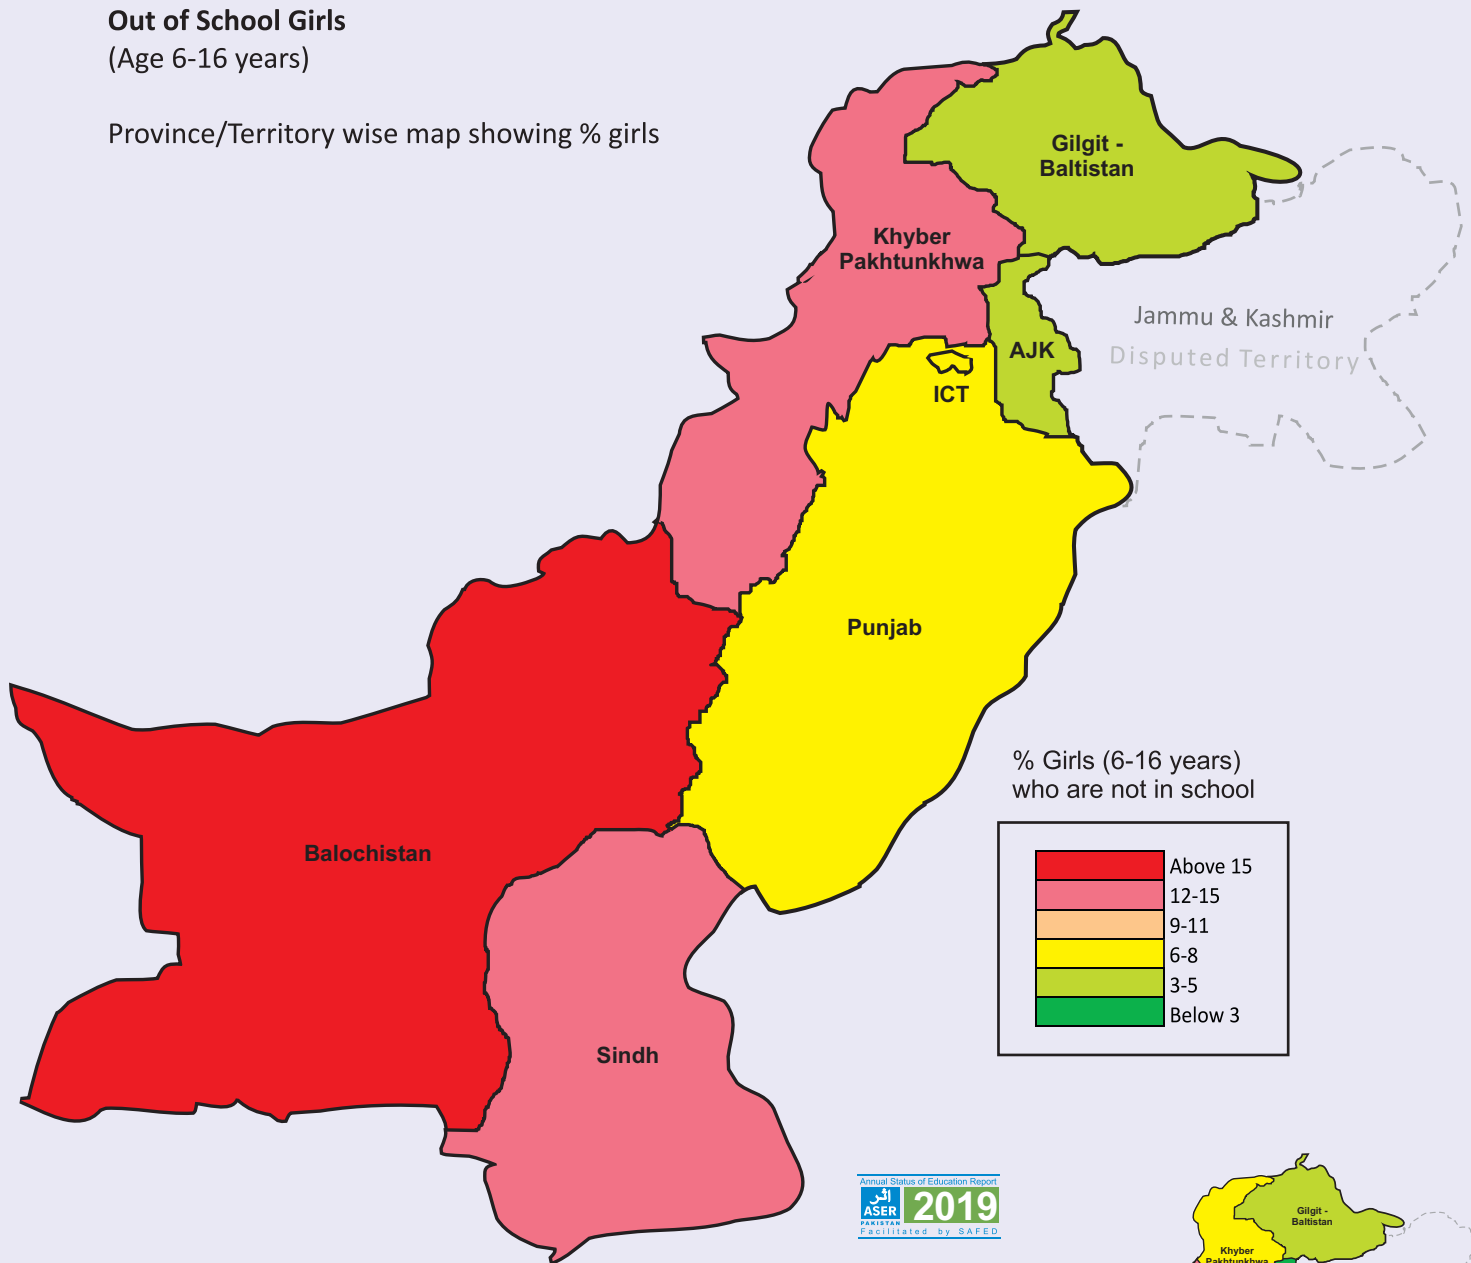 Out of School Girls
(Age 6-16 years)
Province/Territory wise map showing % girls
Gilgit -
Baltistan
Khyber
Pakhtunkhwa
Jammu & Kashmir
Disputed Territory
AJK
ICT
Punjab
% Girls (6-16 years)
who are not in school
Balochistan
Above 15
12-15
9-11
6-8
3-5
Below 3
Sindh
Annual Status of Education Report
اثر
ASER
PAKISTAN
2019
Facilitated by SAFED
Gilgit -
Baltistan
Khyber
Pakhtunkhwa